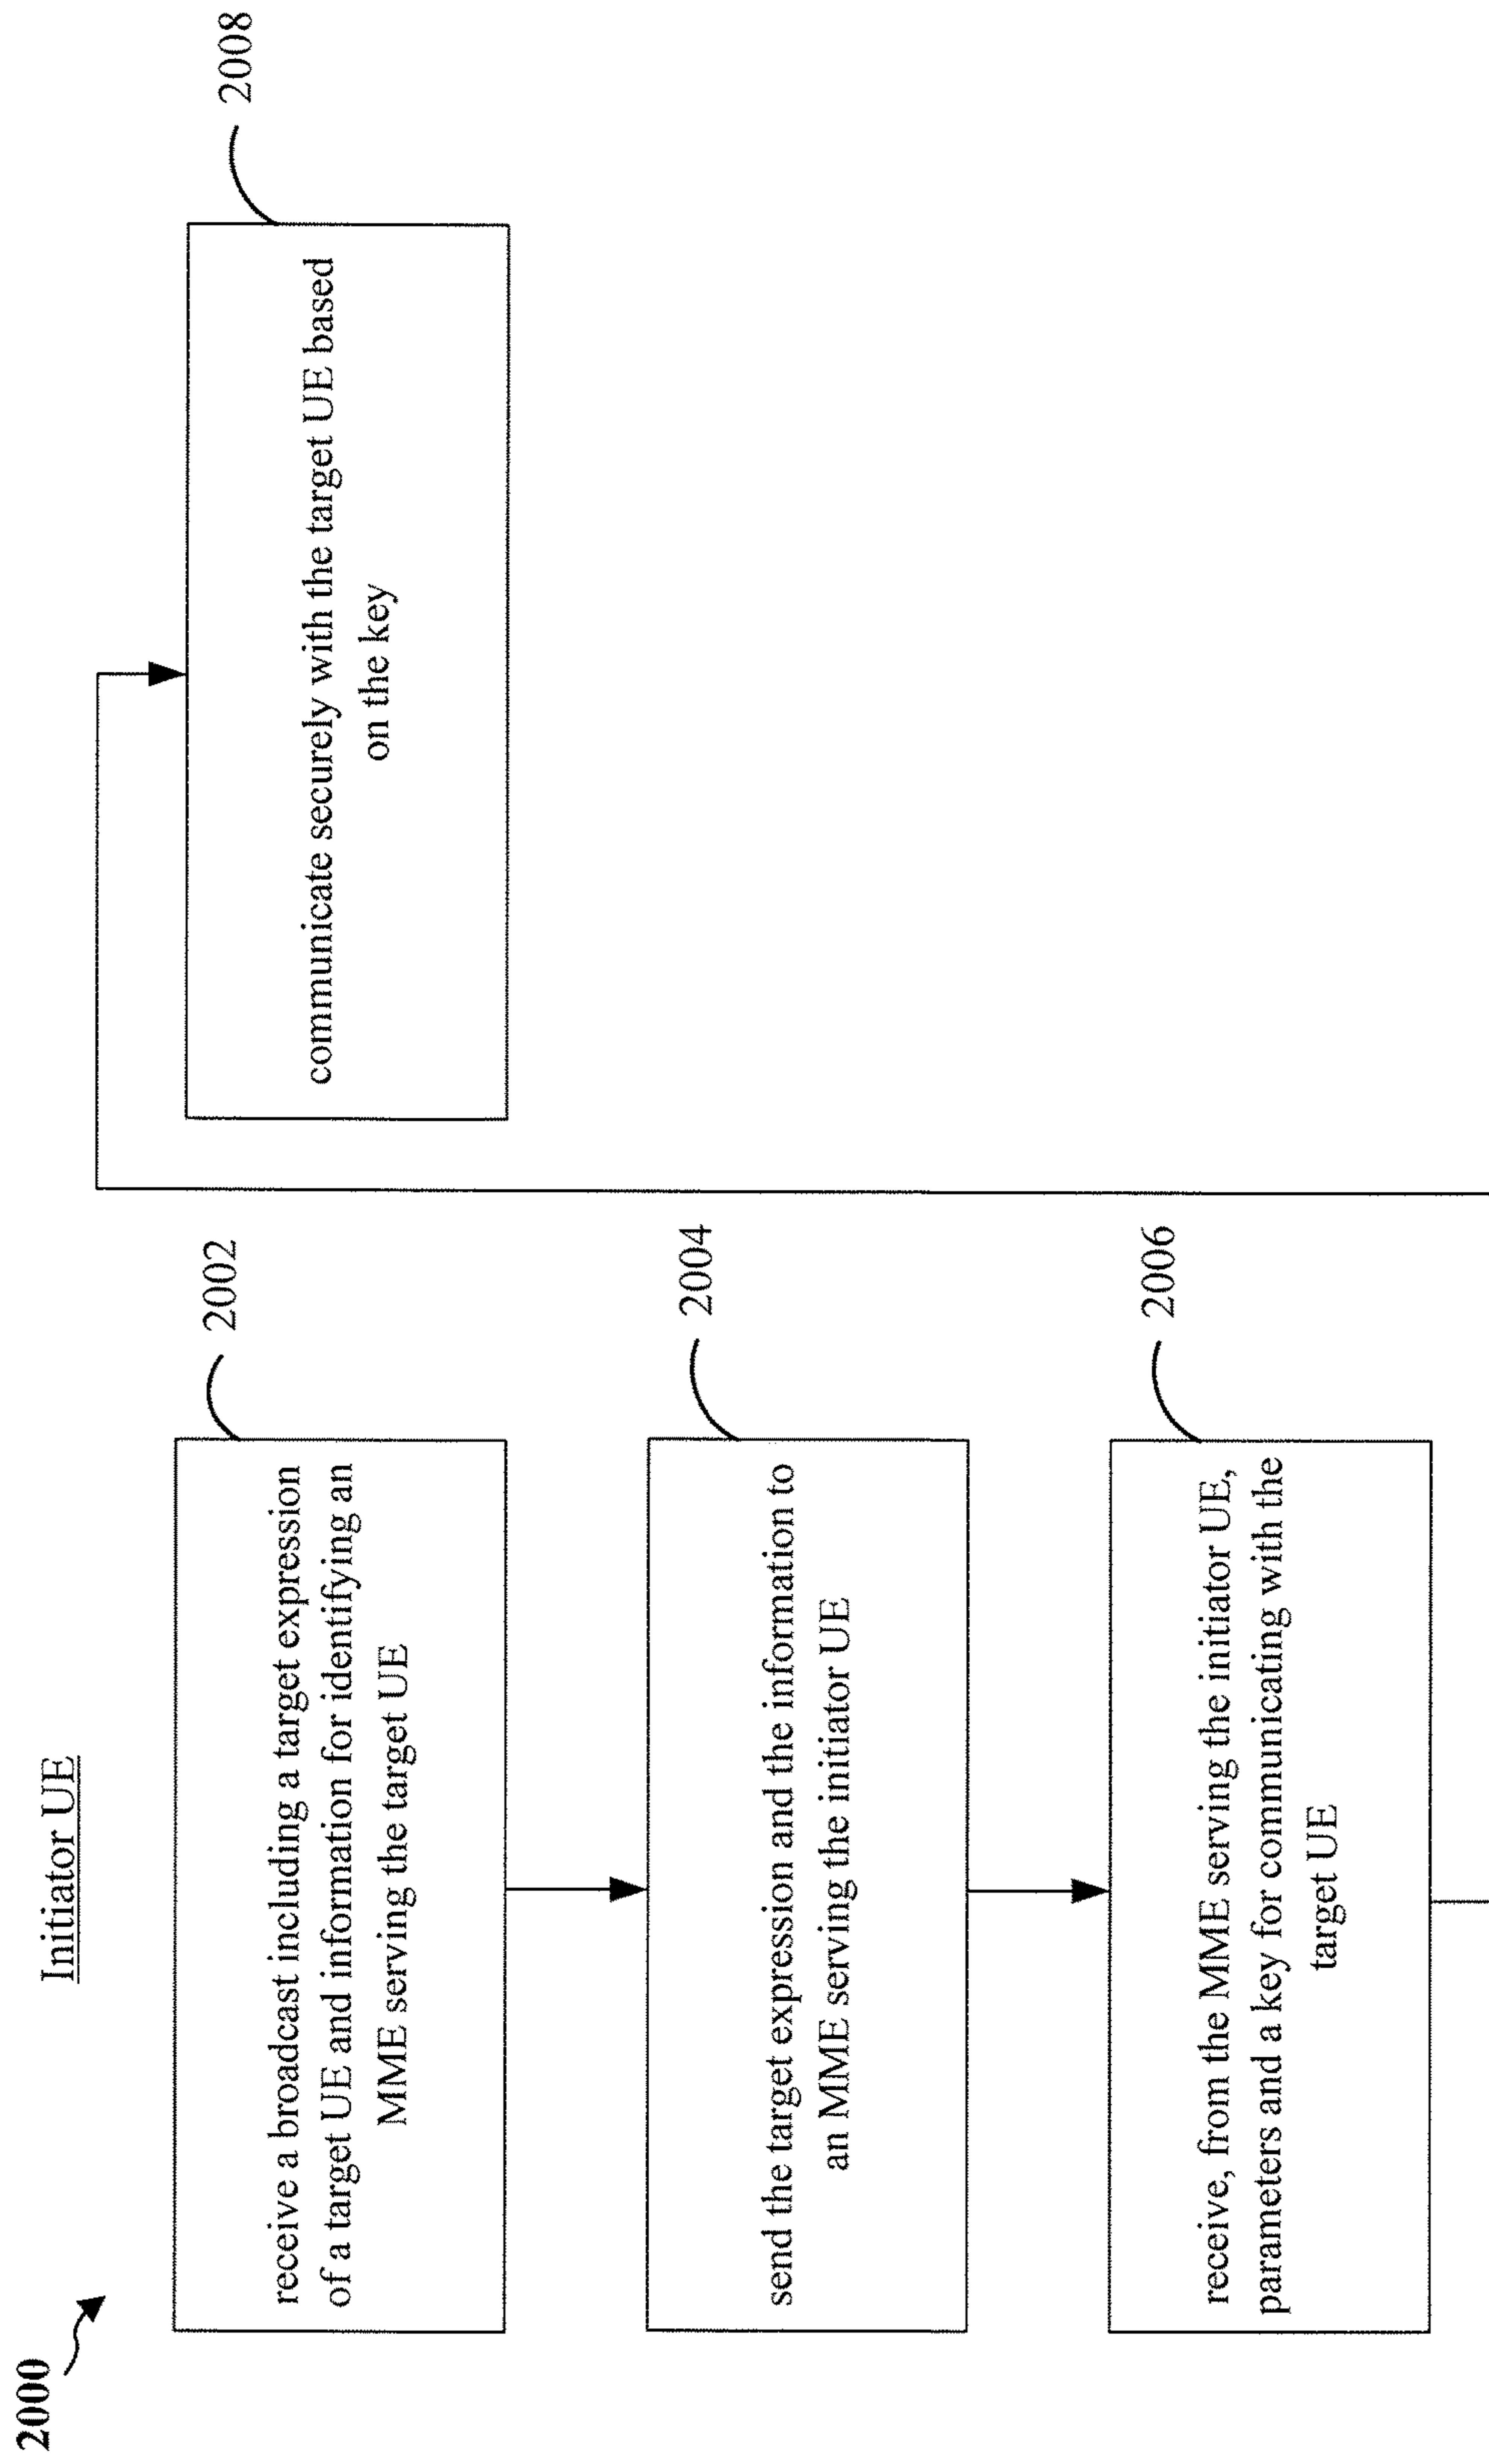 2000
Initiator UE
receive a broadcast including a target expression
of a target UE and information for identifying an
MME serving the target UE
2002
send the target expression and the information to
an MME serving the initiator UE
2004
receive, from the MME serving the initiator UE,
parameters and a key for communicating with the
target UE
2006
communicate securely with the target UE based
on the key
2008